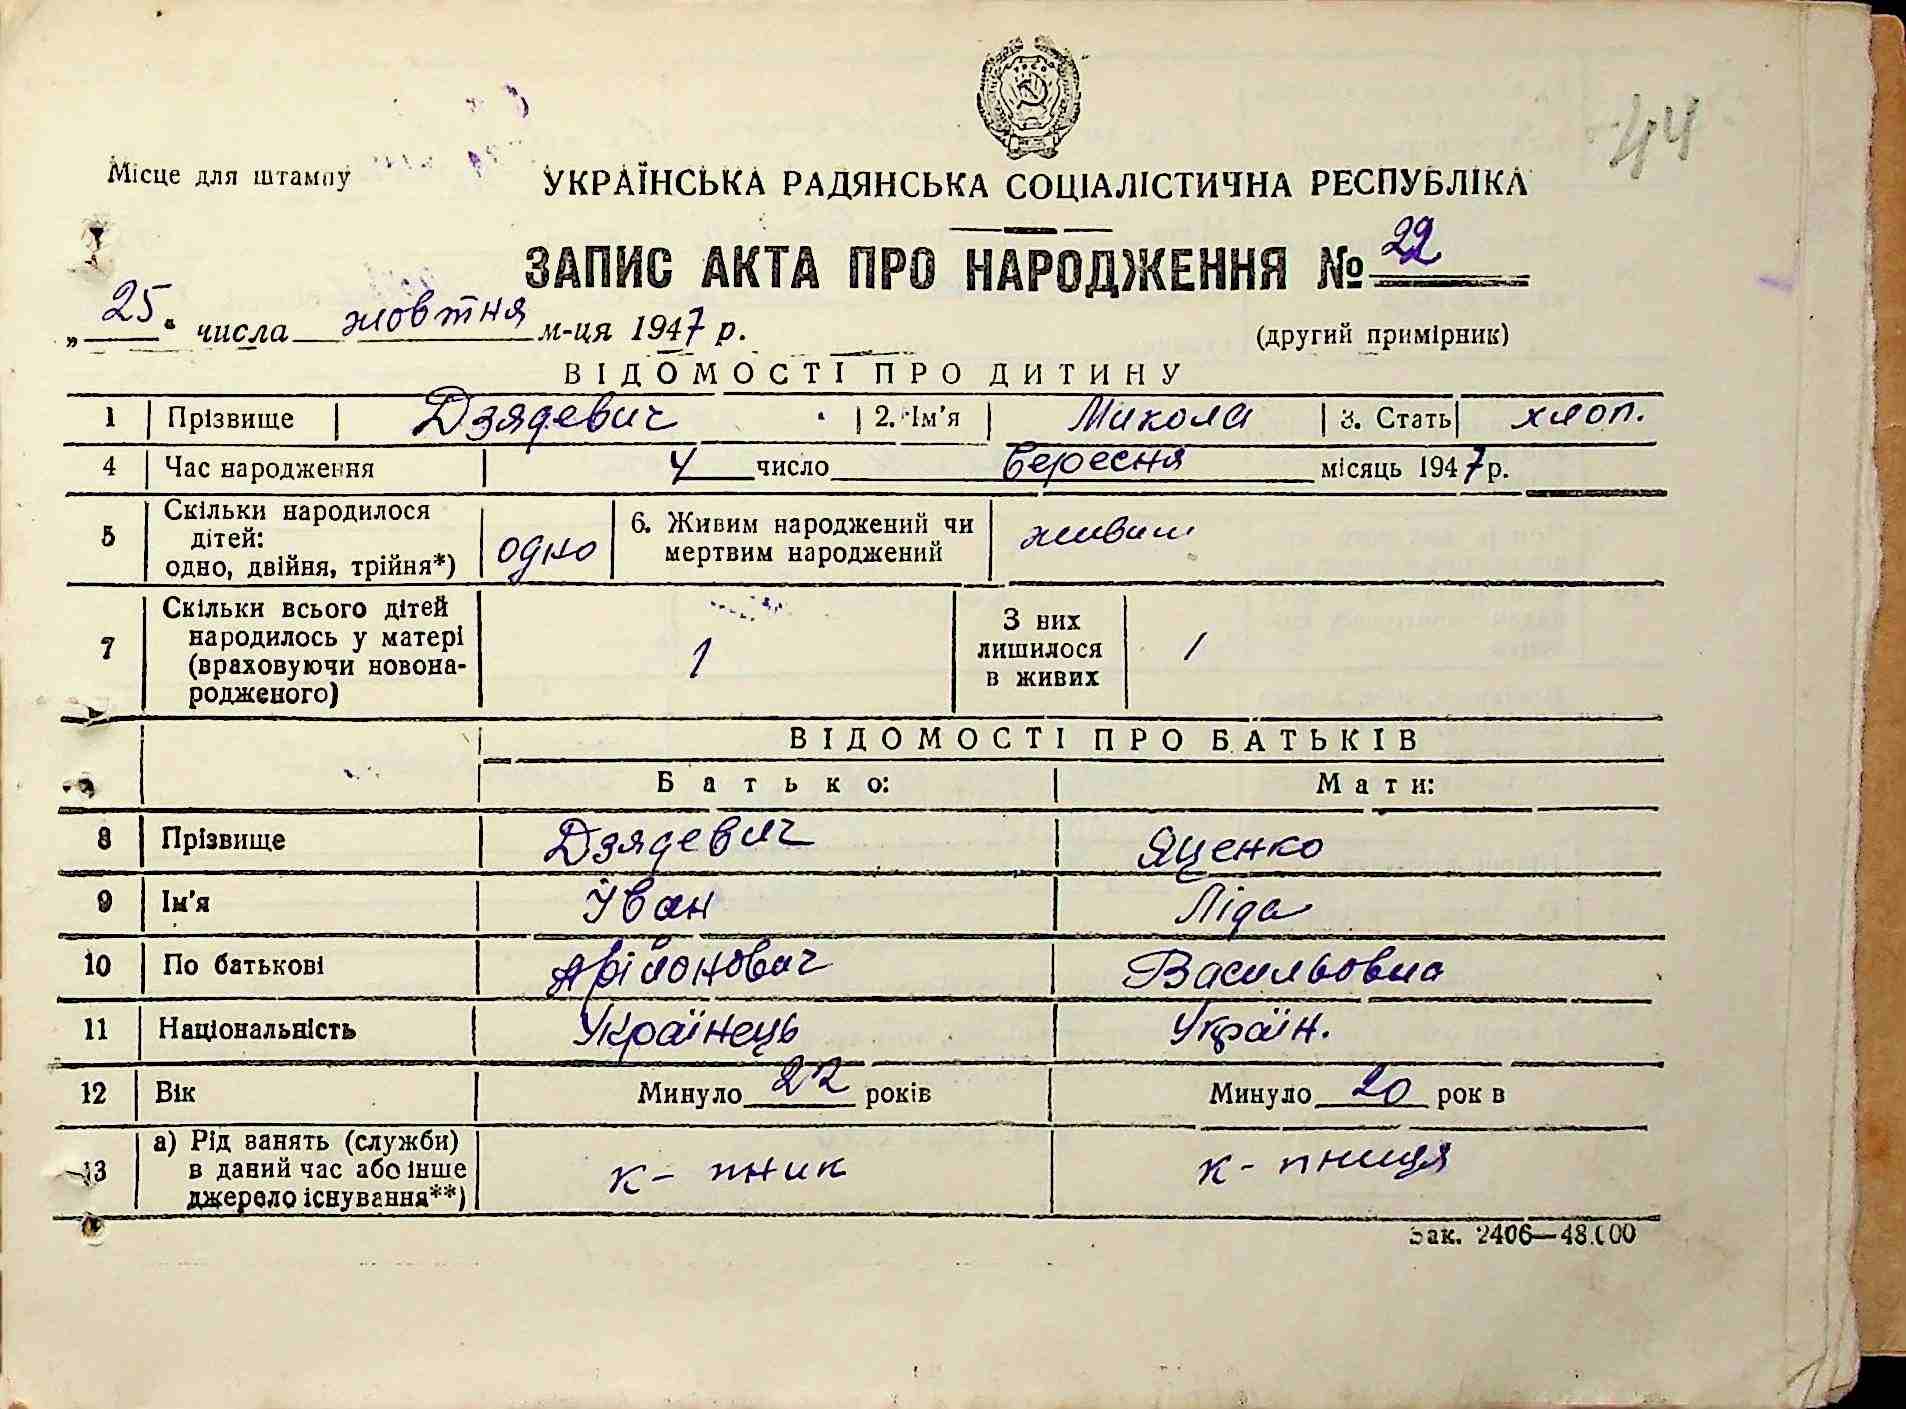 44
Місце для штампу
УКРАЇНСЬКА РАДЯНСЬКА СОЦІАЛІСТИЧНА РЕСПУБЛІКА
ЗАПИС АКТА ПРО НАРОДЖЕННЯ № 22
„25“ числа жовтня м-ця 1947 р.
(другий примірник)
ВІДОМОСТІ ПРО ДИТИНУ
1 Прізвище Дзядевич 2. Ім'я Микола 3. Стать хлоп.
4 Час народження 4 число вересня місяць 1947 р.
5 Скільки народилося дітей: одно, двійня, трійня*) одно 6. Живим народжений чи мертвим народжений живим
7 Скільки всього дітей народилось у матері (враховуючи новонародженого) 1 З них лишилося в живих 1
ВІДОМОСТІ ПРО БАТЬКІВ
Батько: Мати:
8 Прізвище Дзядевич Яценко
9 Ім'я Іван Ліда
10 По батькові Васильовна
11 Національність Українець Україн.
12 Вік Минуло 22 років Минуло 20 рок в
13 а) Рід занять (служби) в даний час або інше джерело існування**) к-пник к-пниця
Зак. 2406—48.000